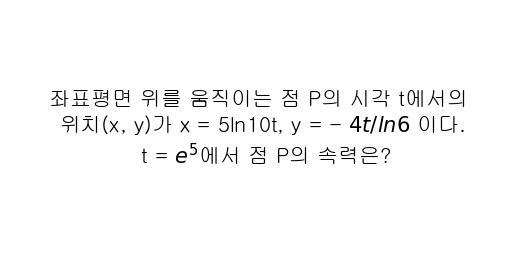 좌표평면 위를 움직이는 점 P의 시각 t에서의
위치(x, y)가 x = 5ln10t, y = − 4t/ln6 이다.
t = e⁵에서 점 P의 속력은?